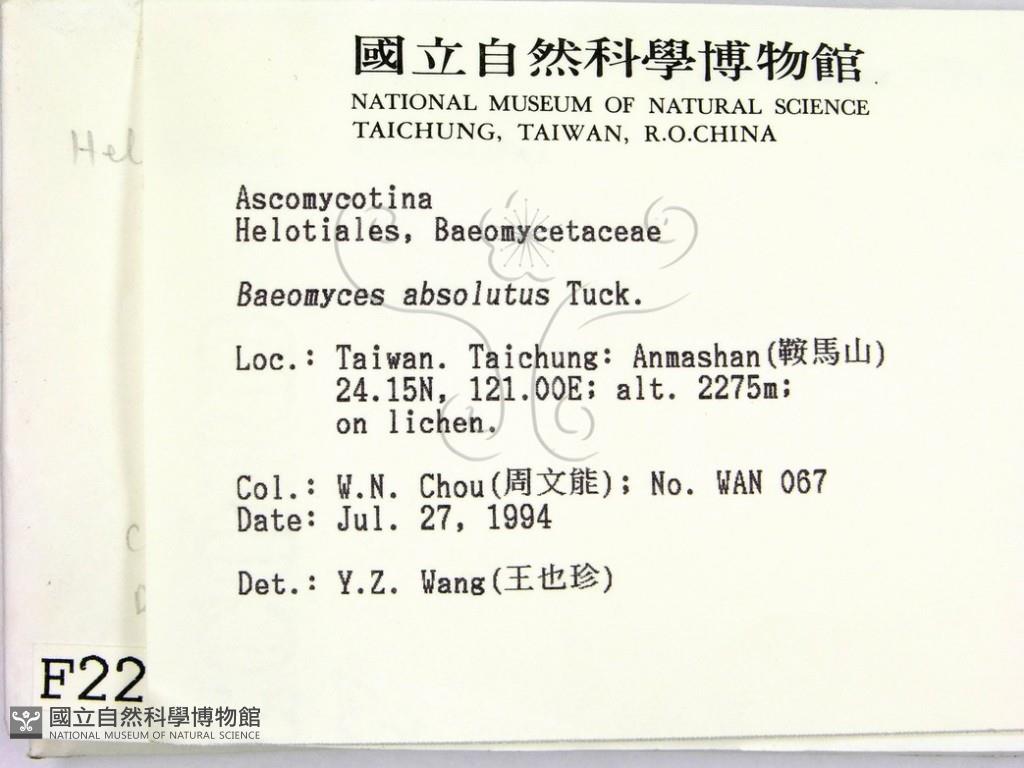 國立自然科學博物館
NATIONAL MUSEUM OF NATURAL SCIENCE
TAICHUNG, TAIWAN, R.O.CHINA
Hel
Ascomycotina
Helotiales, Baeomycetaceae
Baeomyces absolutus Tuck.
Loc.: Taiwan. Taichung: Anmashan(鞍馬山)
24.15N, 121.00E; alt. 2275m;
on lichen.
Col.: W.N. Chou(周文能); No. WAN 067
Date: Jul. 27, 1994
Det.: Y.Z. Wang(王也珍)
C
D
F22
國立自然科學博物館
NATIONAL MUSEUM OF NATURAL SCIENCE